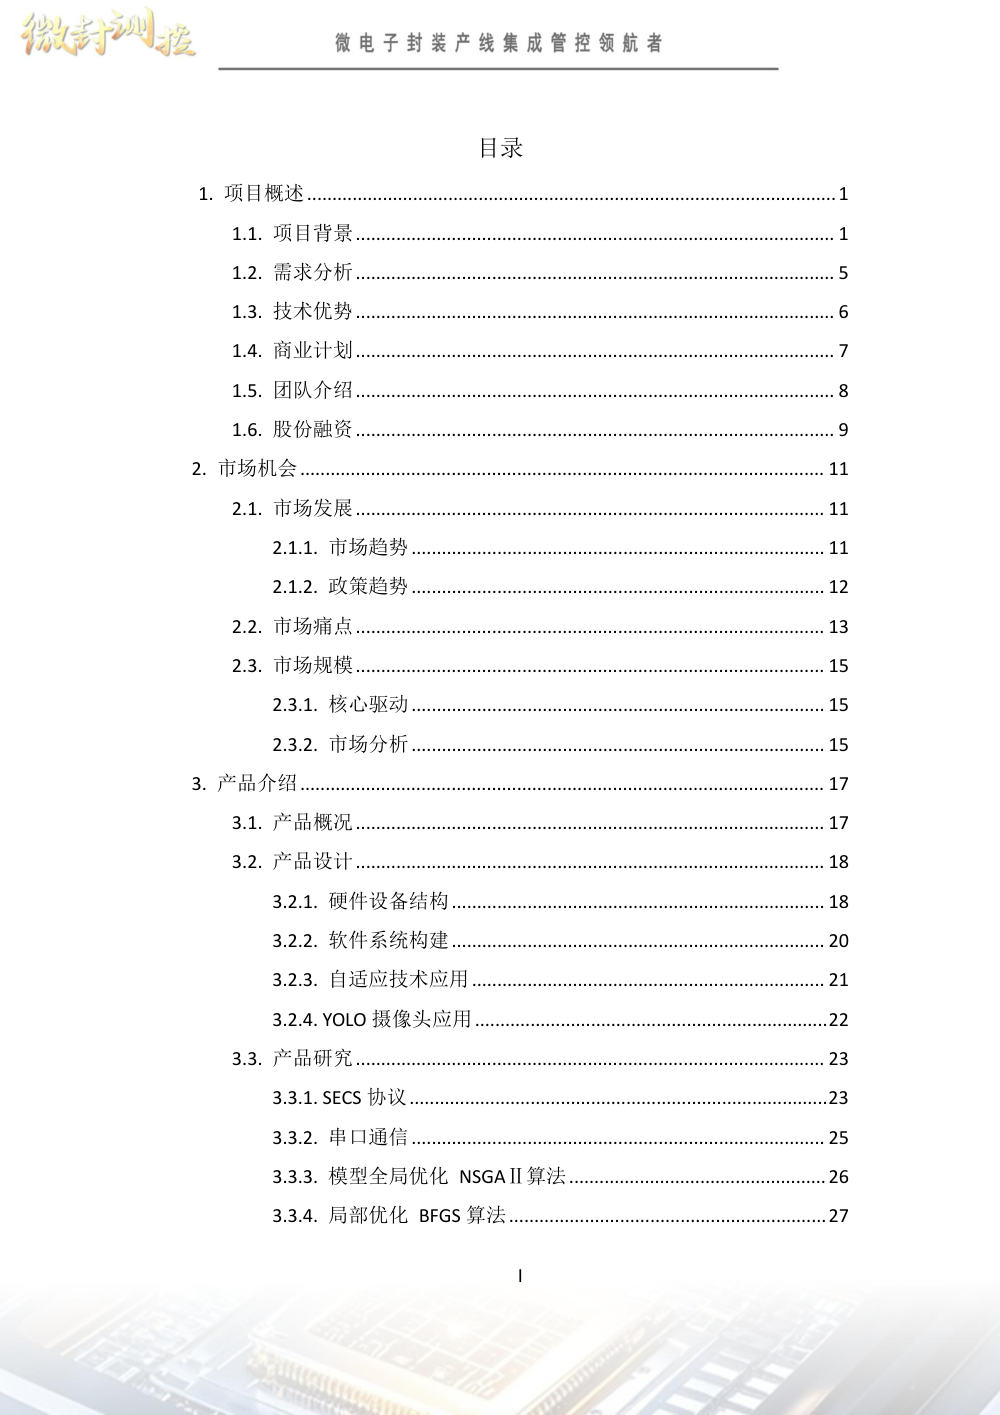 微封测控
微电子封装产线集成管控领航者
目录
1. 项目概述 1
1.1. 项目背景 1
1.2. 需求分析 5
1.3. 技术优势 6
1.4. 商业计划 7
1.5. 团队介绍 8
1.6. 股份融资 9
2. 市场机会 11
2.1. 市场发展 11
2.1.1. 市场趋势 11
2.1.2. 政策趋势 12
2.2. 市场痛点 13
2.3. 市场规模 15
2.3.1. 核心驱动 15
2.3.2. 市场分析 15
3. 产品介绍 17
3.1. 产品概况 17
3.2. 产品设计 18
3.2.1. 硬件设备结构 18
3.2.2. 软件系统构建 20
3.2.3. 自适应技术应用 21
3.2.4. YOLO 摄像头应用 22
3.3. 产品研究 23
3.3.1. SECS 协议 23
3.3.2. 串口通信 25
3.3.3. 模型全局优化 NSGAⅡ算法 26
3.3.4. 局部优化 BFGS 算法 27
I